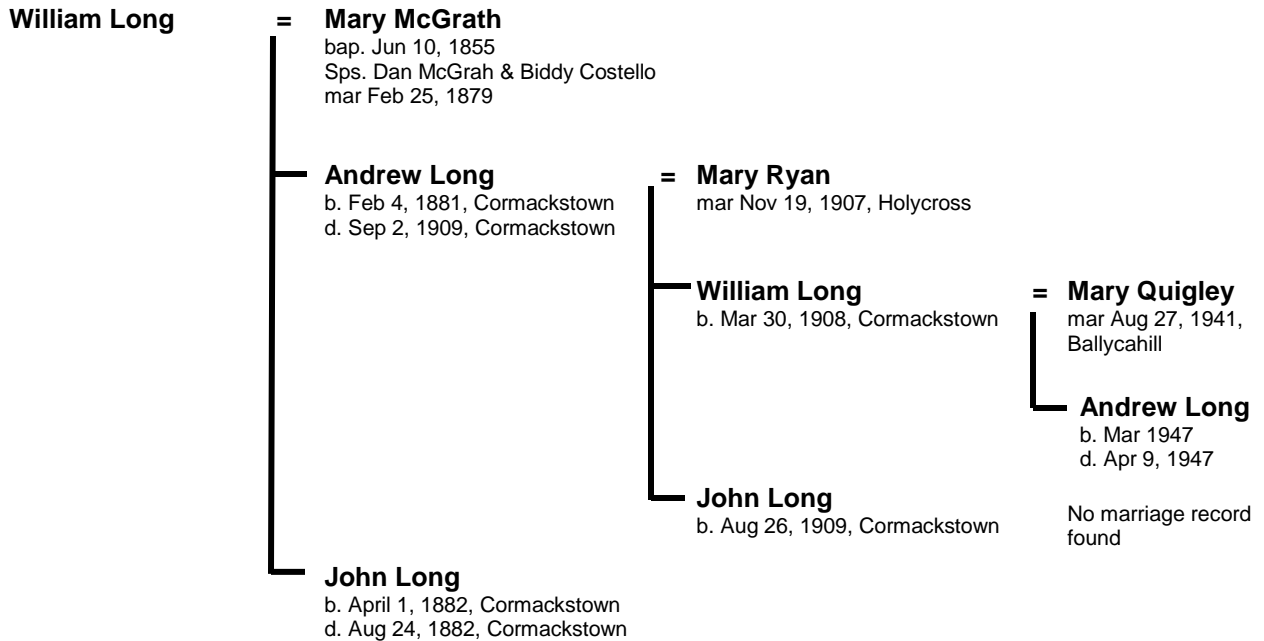 William Long = Mary McGrath
bap. Jun 10, 1855
Sps. Dan McGrah & Biddy Costello
mar Feb 25, 1879
Andrew Long = Mary Ryan
b. Feb 4, 1881, Cormackstown
d. Sep 2, 1909, Cormackstown
mar Nov 19, 1907, Holycross
William Long = Mary Quigley
b. Mar 30, 1908, Cormackstown
mar Aug 27, 1941,
Ballycahill
Andrew Long
b. Mar 1947
d. Apr 9, 1947
John Long
b. Aug 26, 1909, Cormackstown
No marriage record
found
John Long
b. April 1, 1882, Cormackstown
d. Aug 24, 1882, Cormackstown